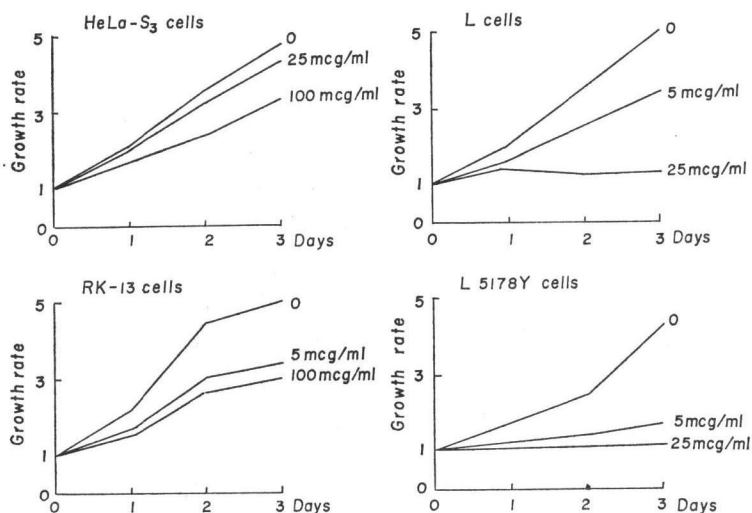 HeLa-S3 cells
Growth rate
5
3
1
0
0
25 mcg/ml
100 mcg/ml
0 1 2 3 Days
L cells
Growth rate
5
3
1
0
0
5 mcg/ml
25 mcg/ml
0 1 2 3 Days
RK-13 cells
Growth rate
5
3
1
0
0
5 mcg/ml
100 mcg/ml
0 1 2 3 Days
L 5178Y cells
Growth rate
5
3
1
0
0
5 mcg/ml
25 mcg/ml
0 1 2 3 Days